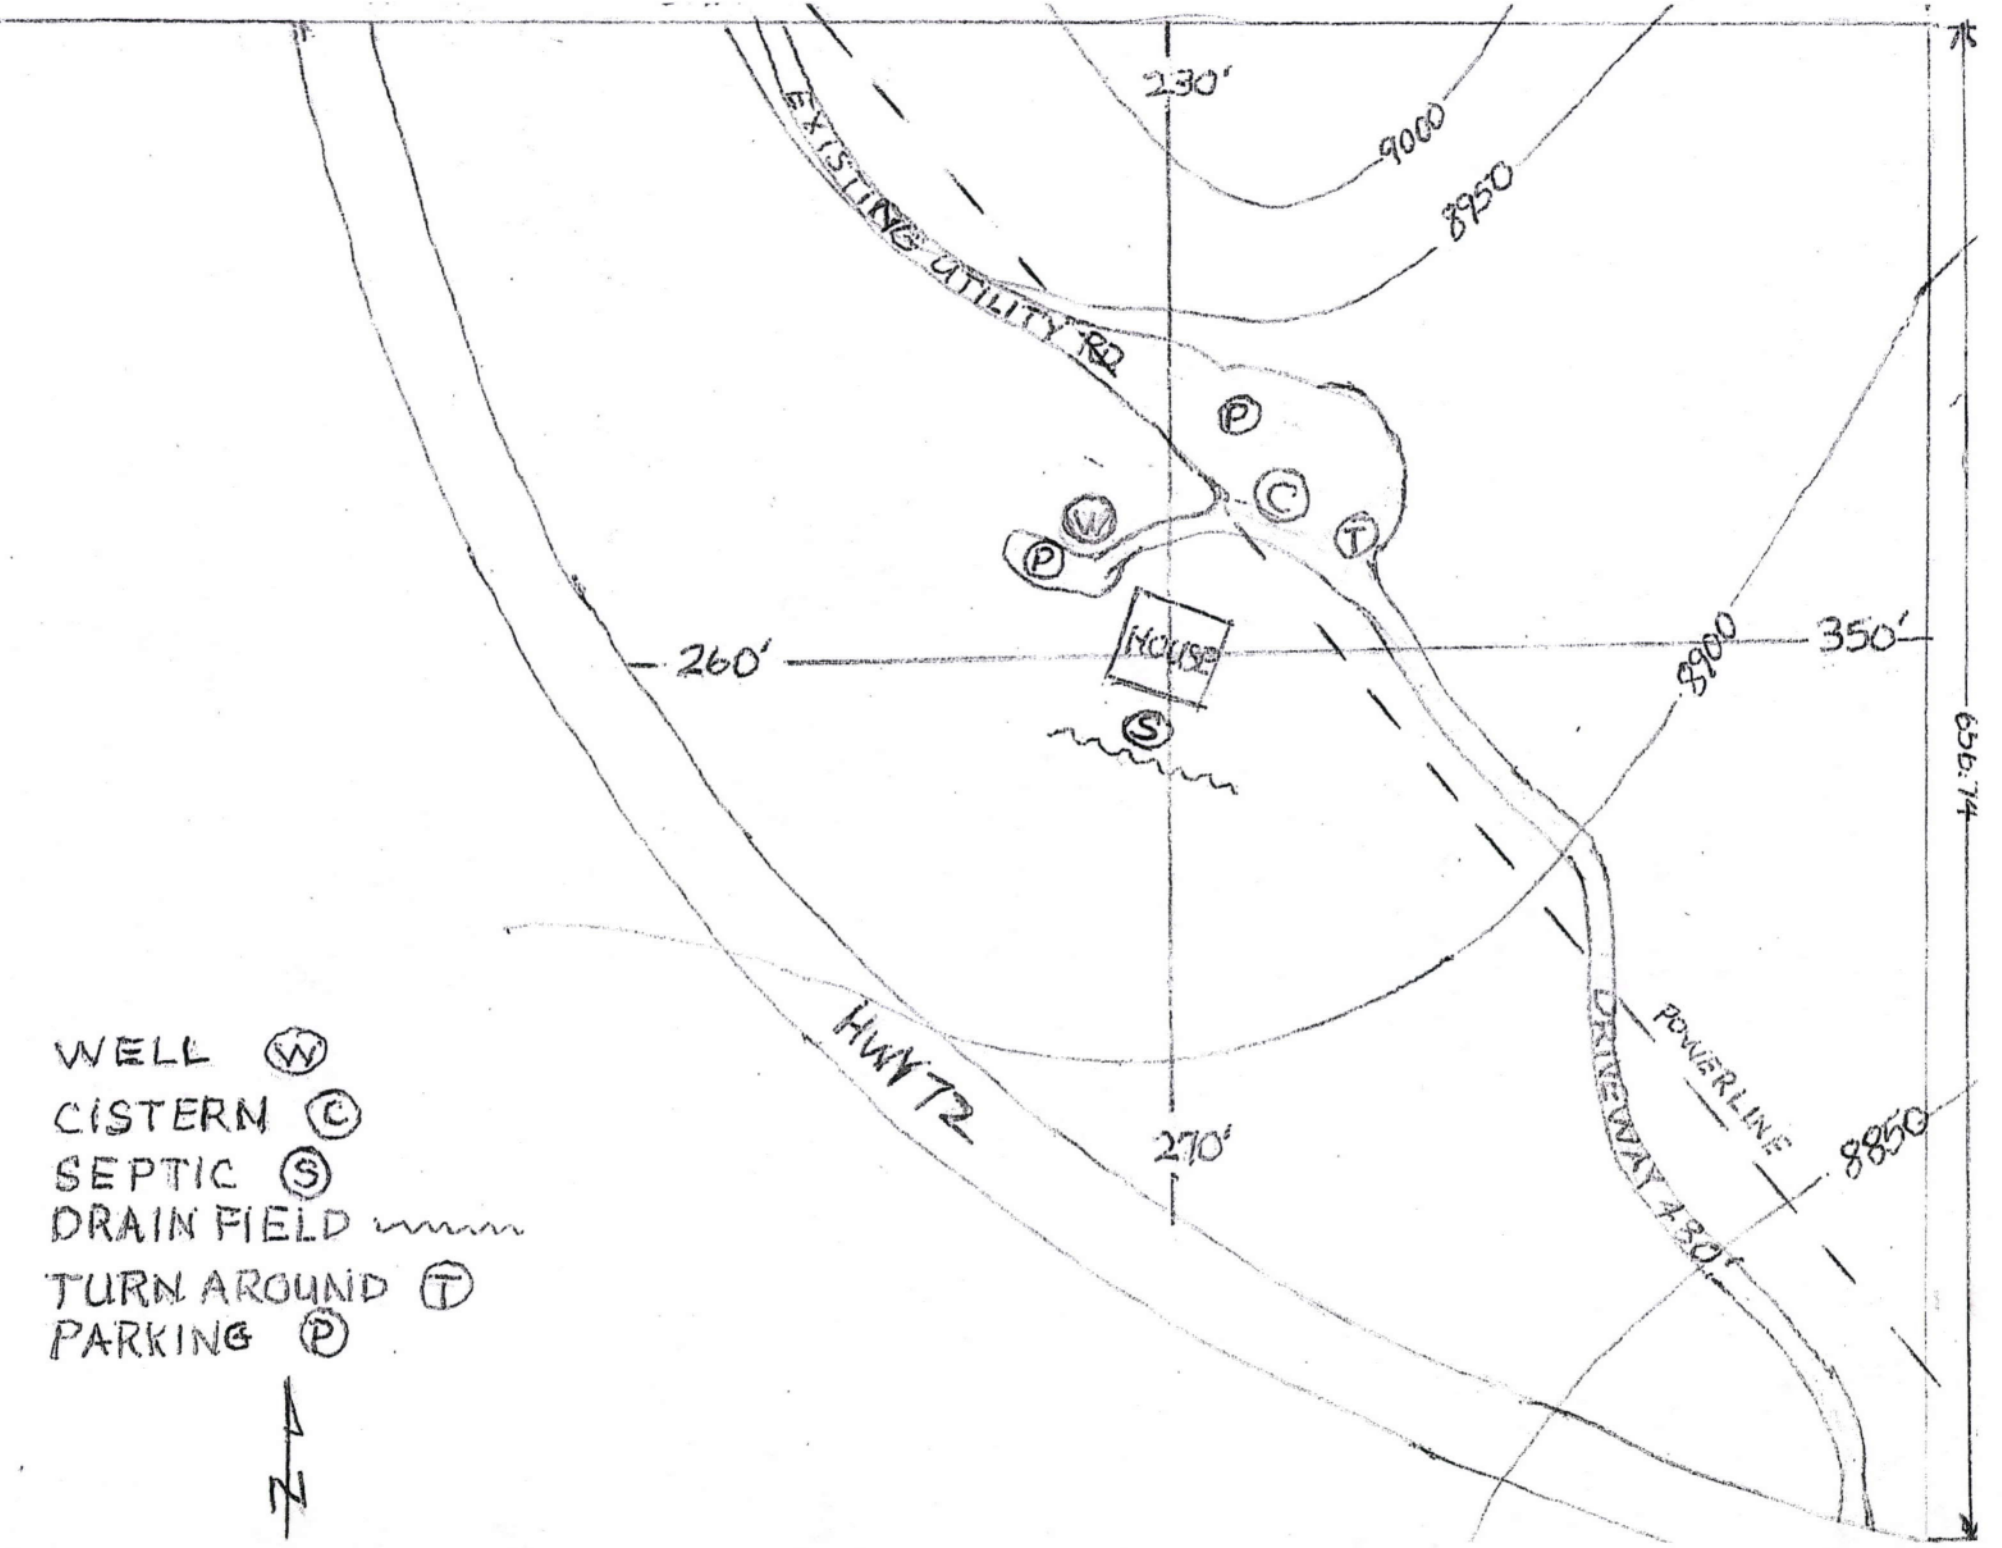 230'
9000
8950
EXISTING UTILITY RD
P
C
W
T
P
HOUSE
260'
350'
8900
S
656.74
HWY 72
270'
DRIVEWAY 480'
POWERLINE
8850
WELL W
CISTERN C
SEPTIC S
DRAIN FIELD
TURN AROUND T
PARKING P
N